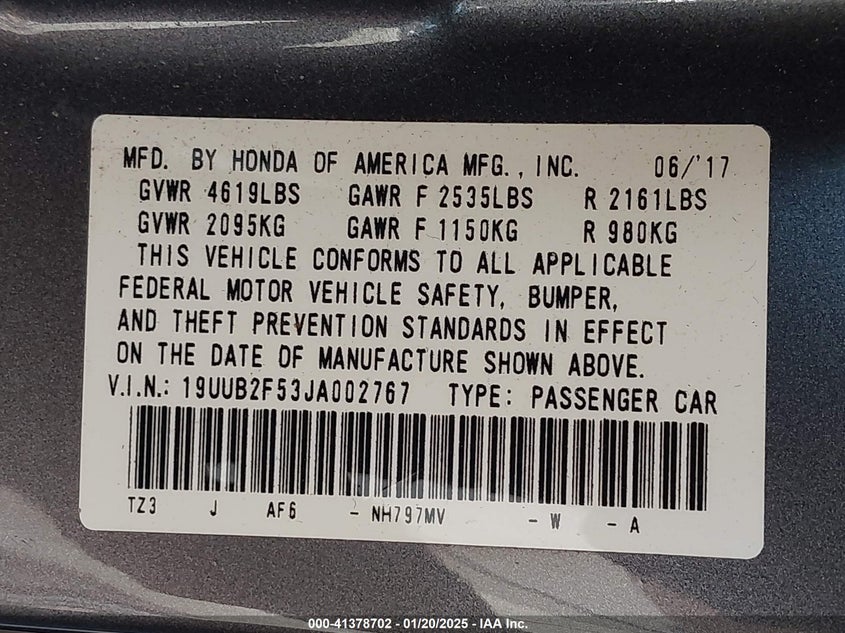 MFD. BY HONDA OF AMERICA MFG., INC. 06/'17
GVWR 4619LBS GAWR F 2535LBS R 2161LBS
GVWR 2095KG GAWR F 1150KG R 980KG
THIS VEHICLE CONFORMS TO ALL APPLICABLE
FEDERAL MOTOR VEHICLE SAFETY, BUMPER,
AND THEFT PREVENTION STANDARDS IN EFFECT
ON THE DATE OF MANUFACTURE SHOWN ABOVE.
V.I.N.: 19UUB2F53JA002767 TYPE: PASSENGER CAR
TZ3 J AF6 - NH797MV - W - A
000-41378702 - 01/20/2025 - IAA Inc.